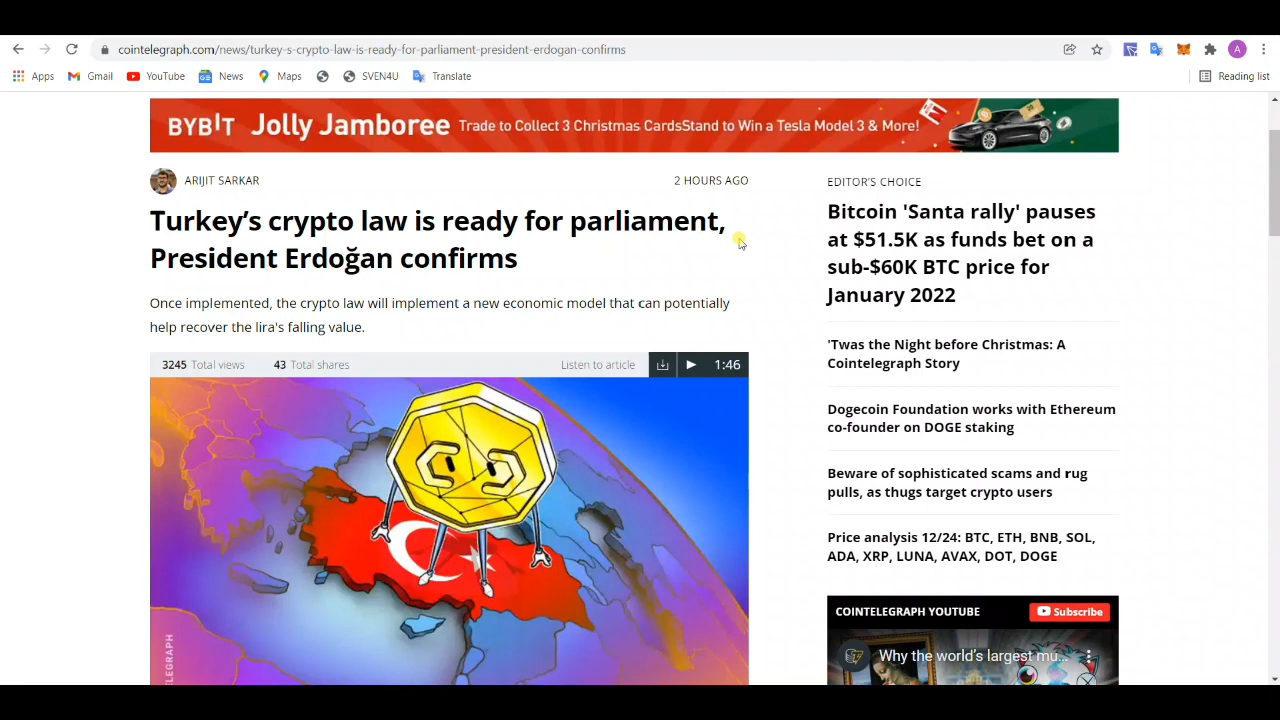 cointelegraph.com/news/turkey-s-crypto-law-is-ready-for-parliament-president-erdogan-confirms
A
Apps
Gmail
YouTube
News
Maps
SVEN4U
Translate
Reading list
BYBIT Jolly Jamboree Trade to Collect 3 Christmas CardsStand to Win a Tesla Model 3 & More!
ARIJIT SARKAR
2 HOURS AGO
Turkey's crypto law is ready for parliament,
President Erdoğan confirms
Once implemented, the crypto law will implement a new economic model that can potentially
help recover the lira's falling value.
3245 Total views
43 Total shares
Listen to article
1:46
LEGRAPH
EDITOR'S CHOICE
Bitcoin 'Santa rally' pauses
at $51.5K as funds bet on a
sub-$60K BTC price for
January 2022
'Twas the Night before Christmas: A
Cointelegraph Story
Dogecoin Foundation works with Ethereum
co-founder on DOGE staking
Beware of sophisticated scams and rug
pulls, as thugs target crypto users
Price analysis 12/24: BTC, ETH, BNB, SOL,
ADA, XRP, LUNA, AVAX, DOT, DOGE
COINTELEGRAPH YOUTUBE
Subscribe
Why the world's largest mu...